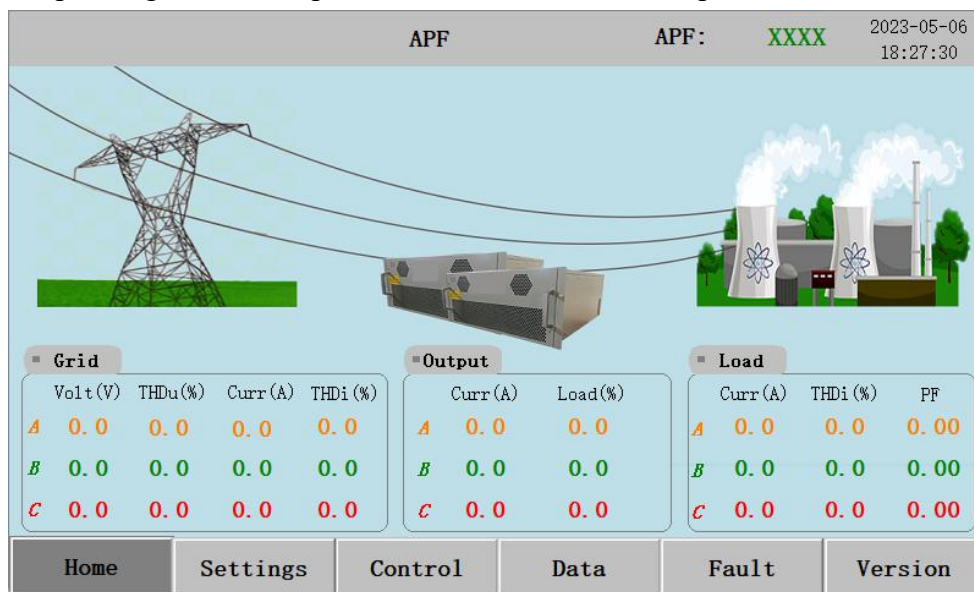 APF APF: XXXX 2023-05-06
18:27:30
Grid
Volt(V) THDu(%) Curr(A) THDi(%)
A 0.0 0.0 0.0 0.0
B 0.0 0.0 0.0 0.0
C 0.0 0.0 0.0 0.0
Output
Curr(A) Load(%)
A 0.0 0.0
B 0.0 0.0
C 0.0 0.0
Load
Curr(A) THDi(%) PF
A 0.0 0.0 0.00
B 0.0 0.0 0.00
C 0.0 0.0 0.00
Home Settings Control Data Fault Version